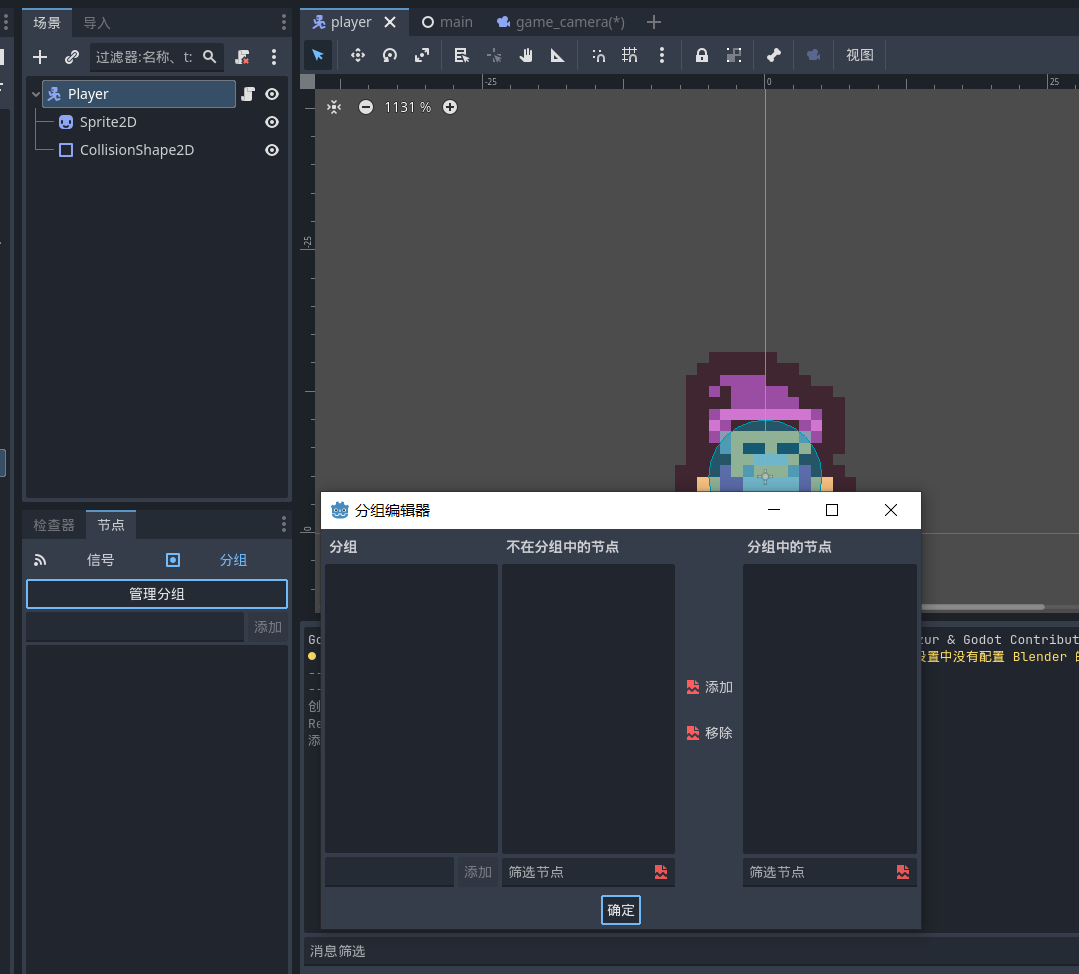 场景
导入
过滤器:名称、t:
Player
Sprite2D
CollisionShape2D
检查器
节点
信号
分组
管理分组
添加
player
main
game_camera(*)
视图
-25
0
25
1131 %
-25
0
分组编辑器
分组
不在分组中的节点
分组中的节点
添加
移除
添加
筛选节点
筛选节点
确定
Go
zur & Godot Contribut
设置中没有配置 Blender 的
--
--
创
Re
添
消息筛选